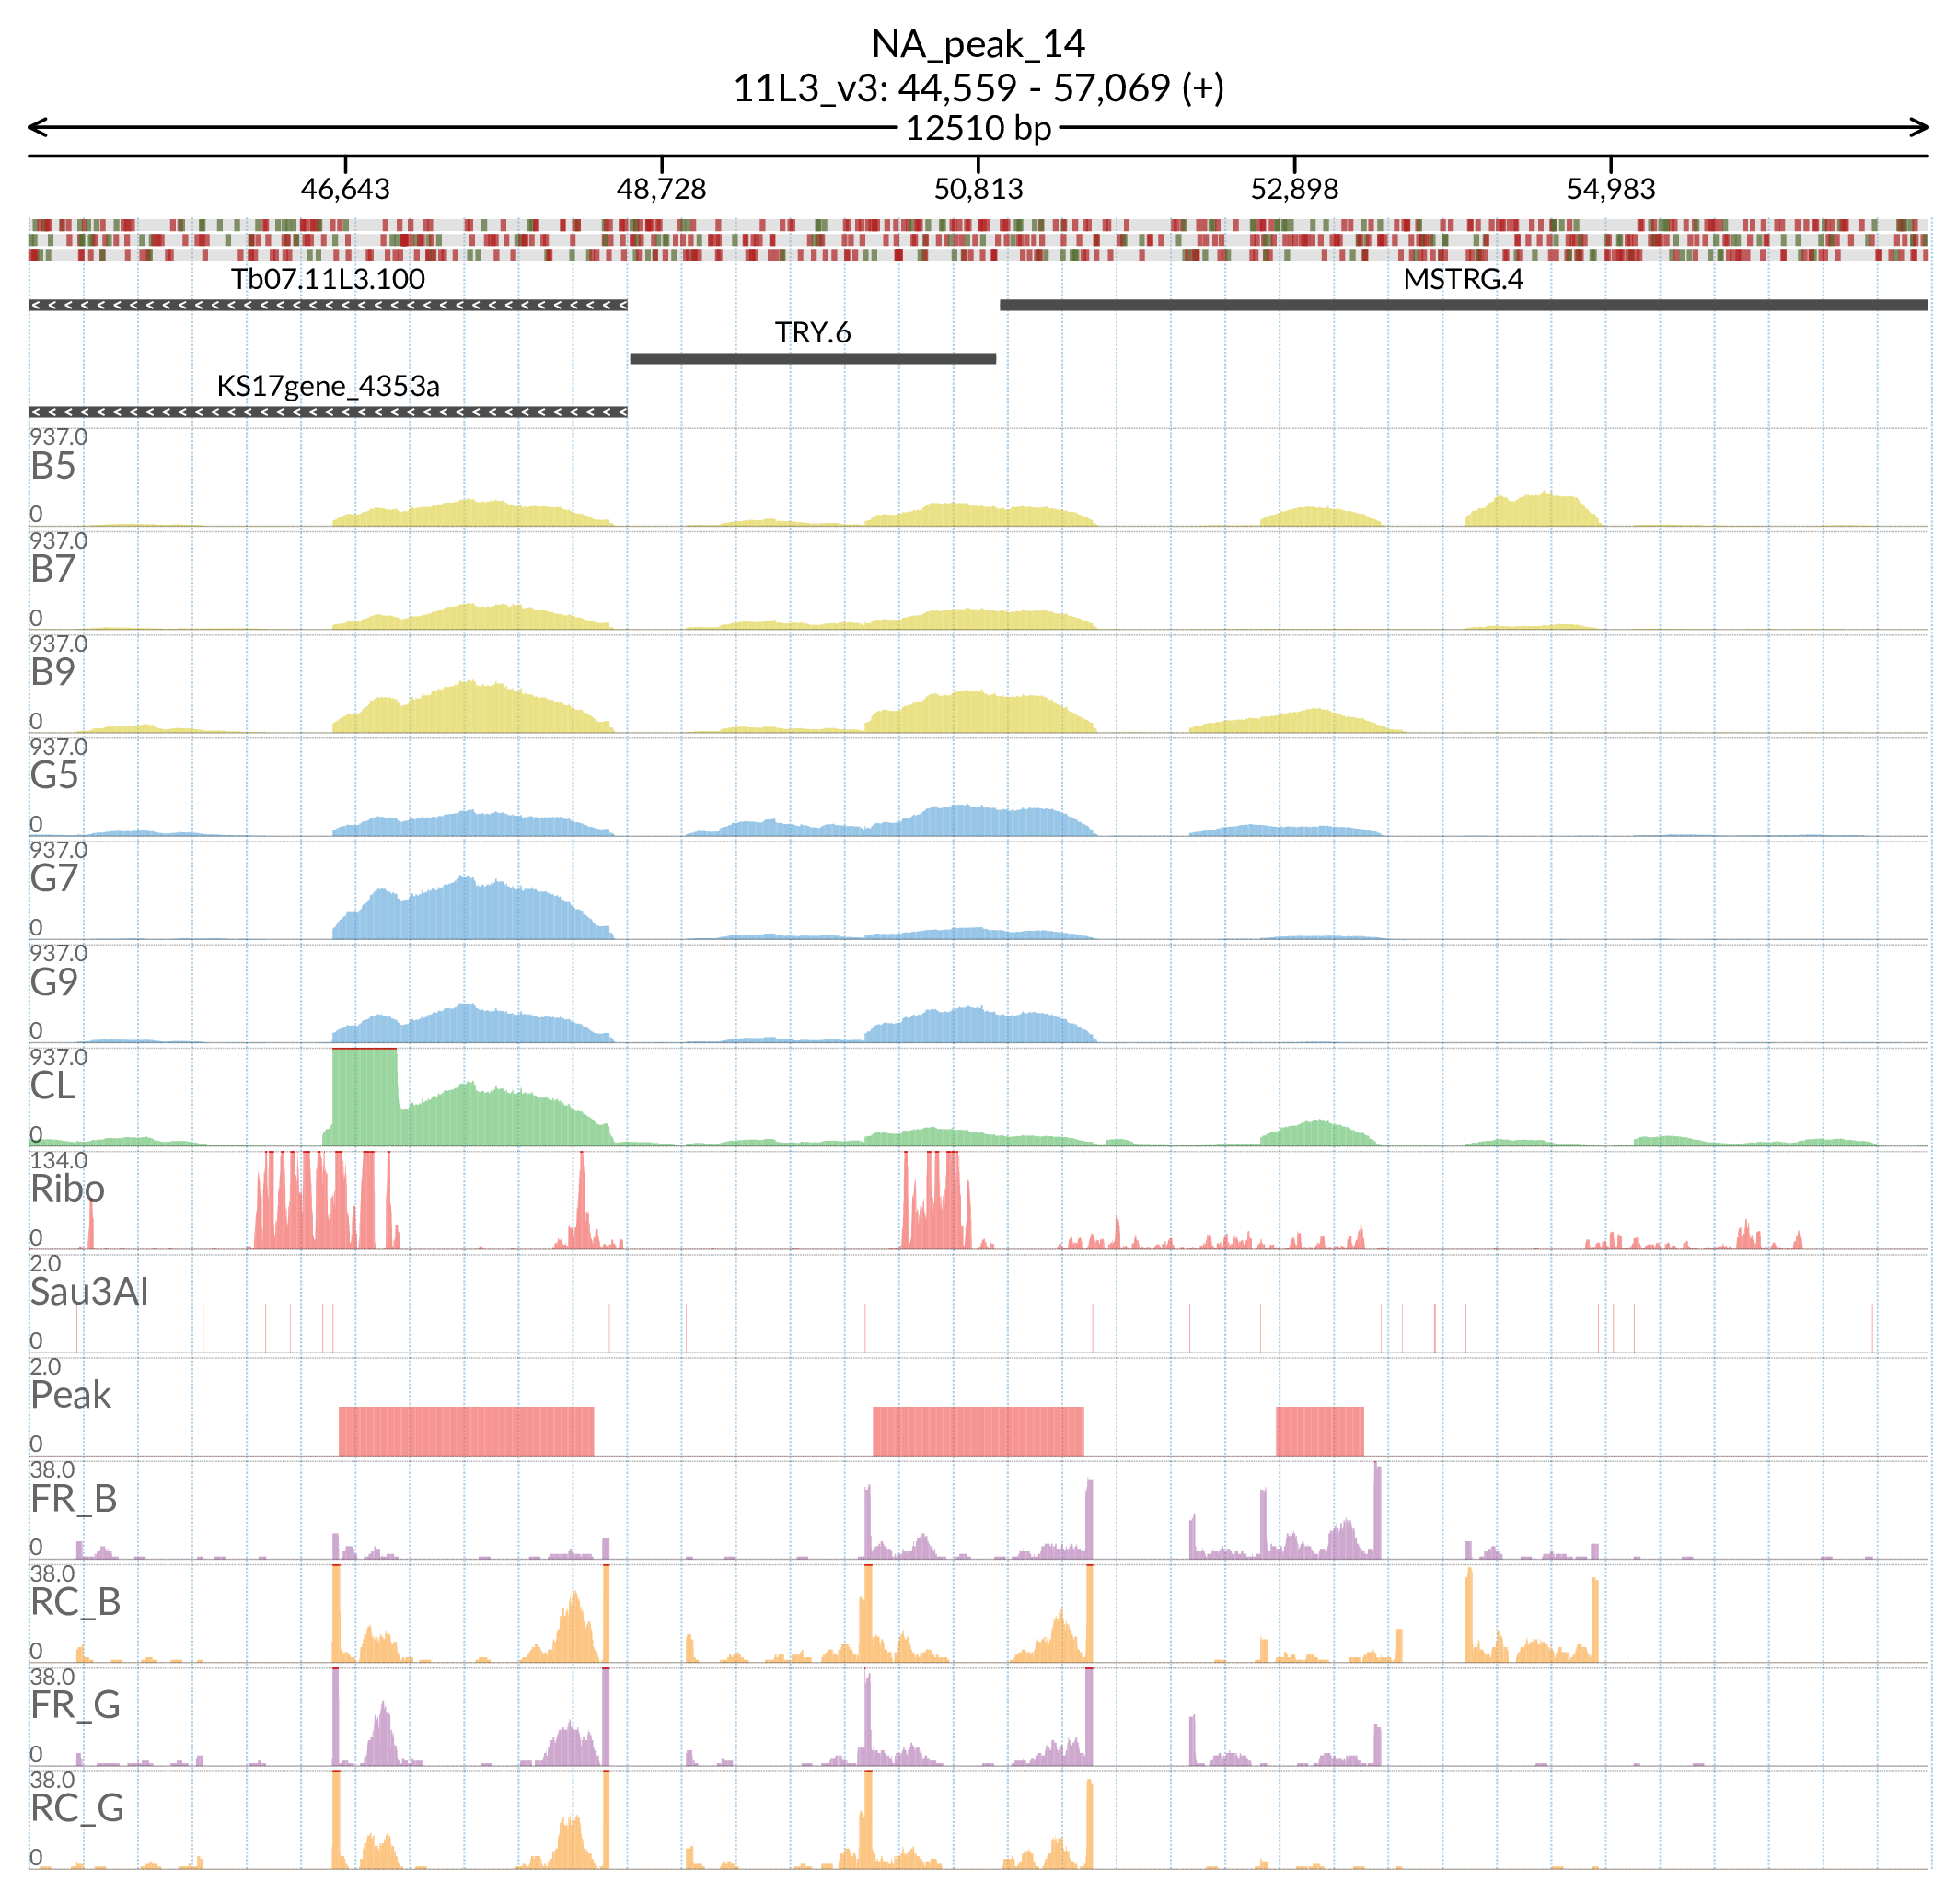 NA_peak_14
11L3_v3: 44,559 - 57,069 (+)
12510 bp
46,643 48,728 50,813 52,898 54,983
Tb07.11L3.100 MSTRG.4
TRY.6
KS17gene_4353a
937.0
B5
0
937.0
B7
0
937.0
B9
0
937.0
G5
0
937.0
G7
0
937.0
G9
0
937.0
CL
0
134.0
Ribo
0
2.0
Sau3AI
0
2.0
Peak
0
38.0
FR_B
0
38.0
RC_B
0
38.0
FR_G
0
38.0
RC_G
0